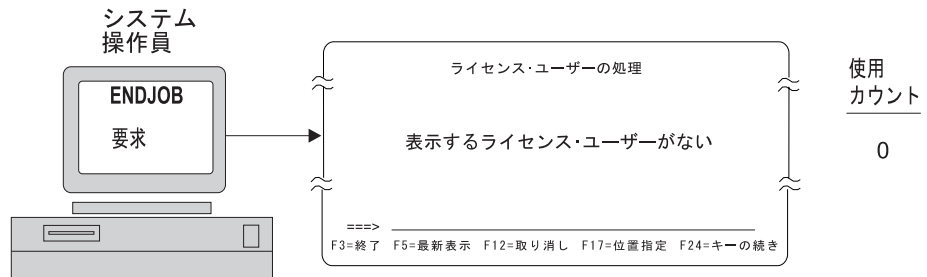 システム
操作員
ENDJOB
要求
ライセンス・ユーザーの処理
表示するライセンス・ユーザーがない
===>
F3=終了 F5=最新表示 F12=取り消し F17=位置指定 F24=キーの続き
使用
カウント
0